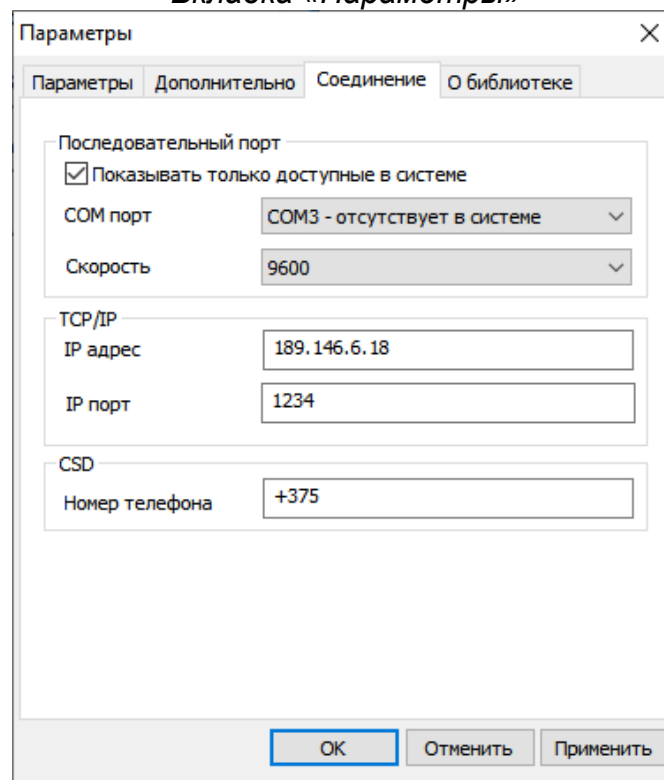 Вкладка «Параметры»
Параметры
Параметры Дополнительно Соединение О библиотеке
Последовательный порт
Показывать только доступные в системе
COM порт COM3 - отсутствует в системе
Скорость 9600
TCP/IP
IP адрес 189.146.6.18
IP порт 1234
CSD
Номер телефона +375
OK Отменить Применить